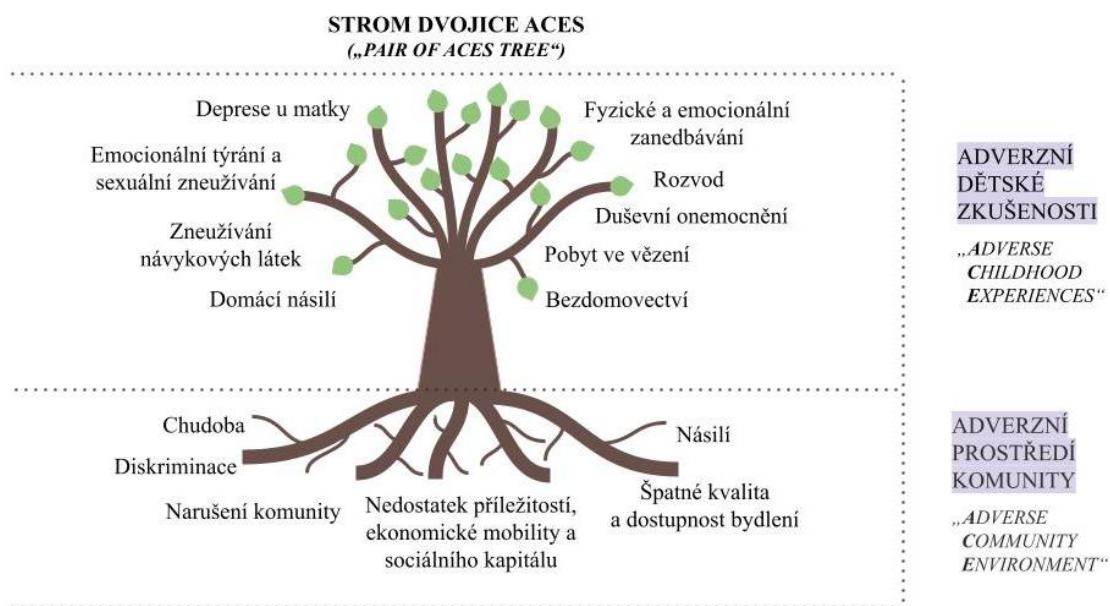 STROM DVOJICE ACES
(„PAIR OF ACES TREE“)
Deprese u matky
Fyzické a emocionální
zanedbávání
Emocionální týrání a
sexuální zneužívání
Rozvod
Duševní onemocnění
Zneužívání
návykových látek
Pobyt ve vězení
Domácí násilí
Bezdomovectví
ADVERZNÍ
DĚTSKÉ
ZKUŠENOSTI
„ADVERSE
CHILDHOOD
EXPERIENCES“
Chudoba
Násilí
Diskriminace
Narušení komunity
Nedostatek příležitostí,
ekonomické mobility a
sociálního kapitálu
Špatné kvalita
a dostupnost bydlení
ADVERZNÍ
PROSTŘEDÍ
KOMUNITY
„ADVERSE
COMMUNITY
ENVIRONMENT“